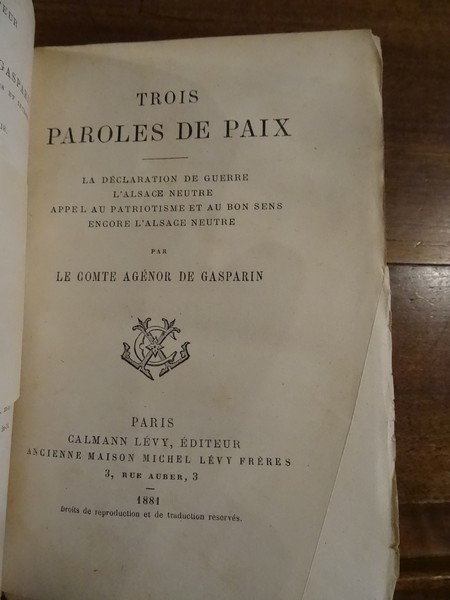 TROIS
PAROLES DE PAIX
LA DÉCLARATION DE GUERRE
L'ALSACE NEUTRE
APPEL AU PATRIOTISME ET AU BON SENS
ENCORE L'ALSACE NEUTRE
PAR
LE COMTE AGÉNOR DE GASPARIN
PARIS
CALMANN LÉVY, ÉDITEUR
ANCIENNE MAISON MICHEL LÉVY FRÈRES
3, RUE AUBER, 3
1881
Droits de reproduction et de traduction réservés.